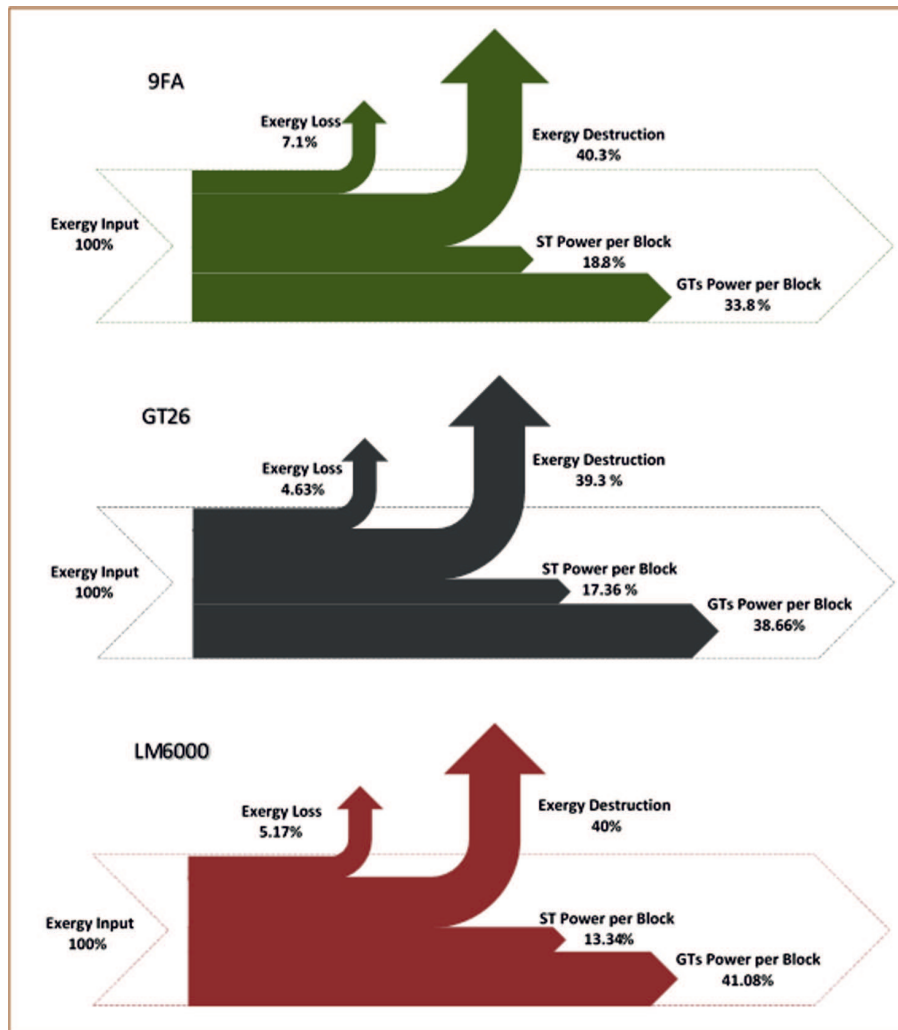 9FA
Exergy Loss
7.1%
Exergy Destruction
40.3%
Exergy Input
100%
ST Power per Block
18.8%
GTs Power per Block
33.8 %
GT26
Exergy Loss
4.63%
Exergy Destruction
39.3 %
Exergy Input
100%
ST Power per Block
17.36 %
GTs Power per Block
38.66%
LM6000
Exergy Loss
5.17%
Exergy Destruction
40%
Exergy Input
100%
ST Power per Block
13.34%
GTs Power per Block
41.08%